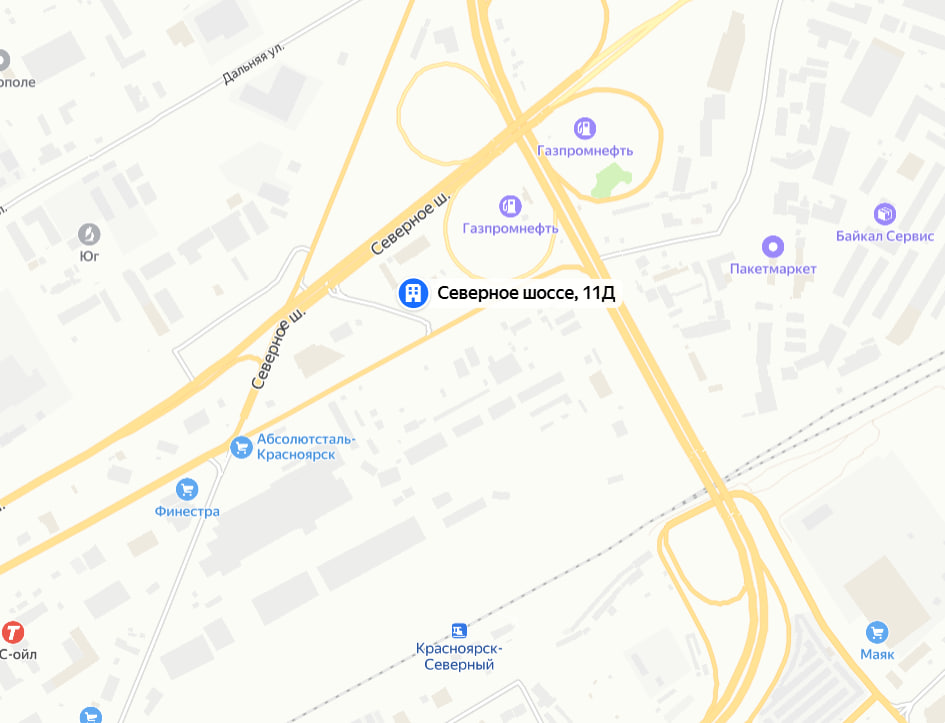 ополе
Дальняя ул.
Газпромнефть
Северное ш.
Газпромнефть
Байкал Сервис
Юг
Пакетмаркет
Северное шоссе, 11Д
Северное ш.
Абсолютсталь-
Красноярск
Финестра
С-ойл
Красноярск-
Северный
Маяк